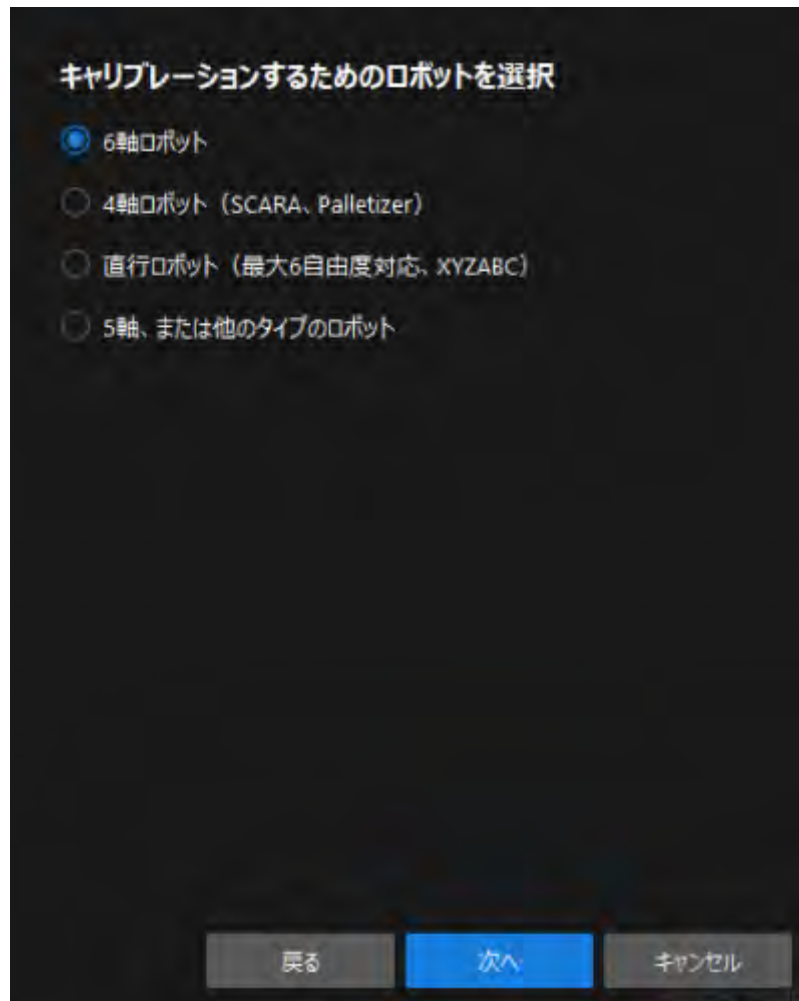 キャリブレーションするためのロボットを選択
6軸ロボット
4軸ロボット（SCARA、Palletizer）
直行ロボット（最大6自由度対応、XYZABC）
5軸、または他のタイプのロボット
戻る 次へ キャンセル